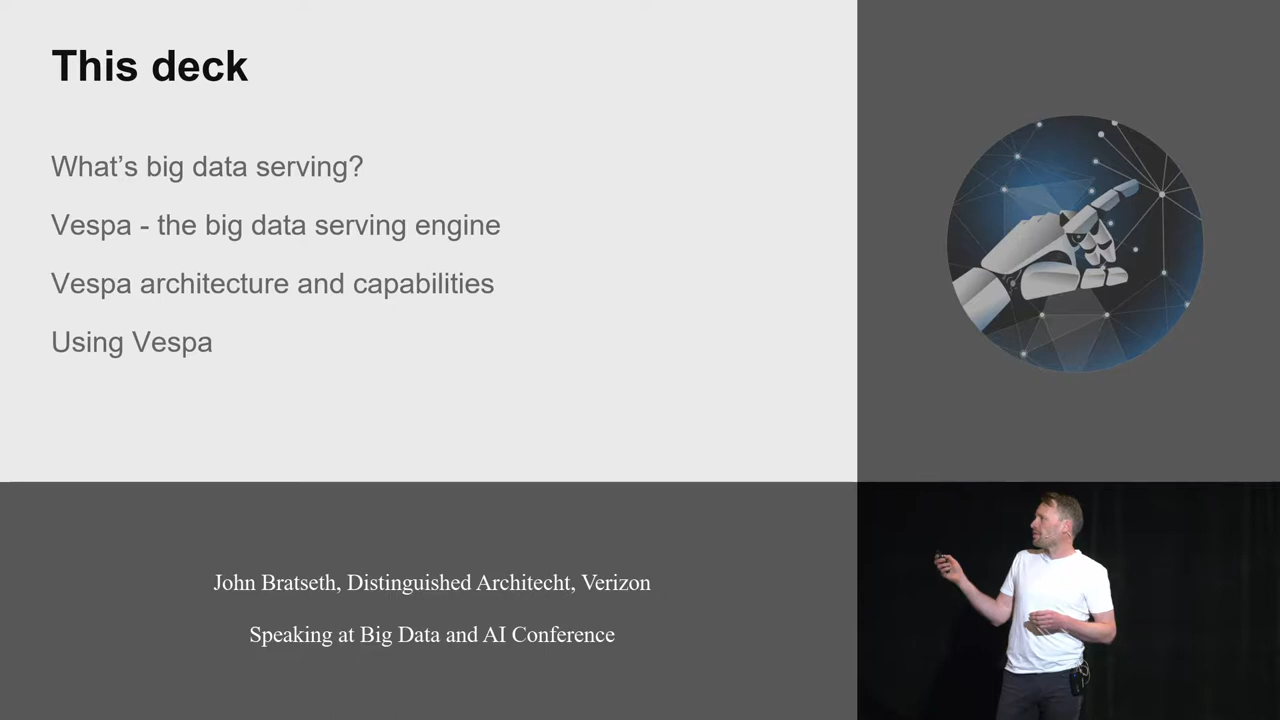 This deck
What’s big data serving?
Vespa - the big data serving engine
Vespa architecture and capabilities
Using Vespa
John Bratseth, Distinguished Architecht, Verizon
Speaking at Big Data and AI Conference